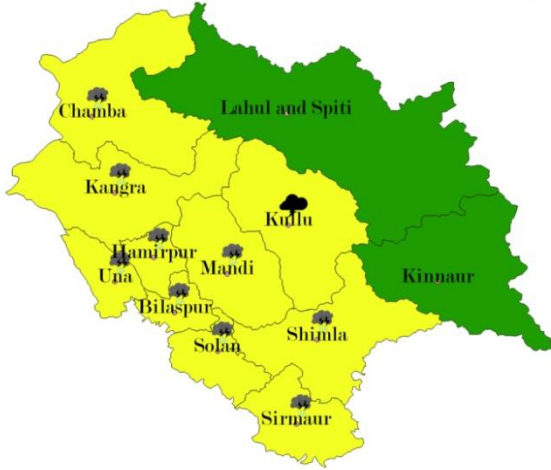 Chamba
Lahul and Spiti
Kangra
Kullu
Hamirpur
Mandi
Una
Kinnaur
Bilaspur
Shimla
Solan
Sirmaur